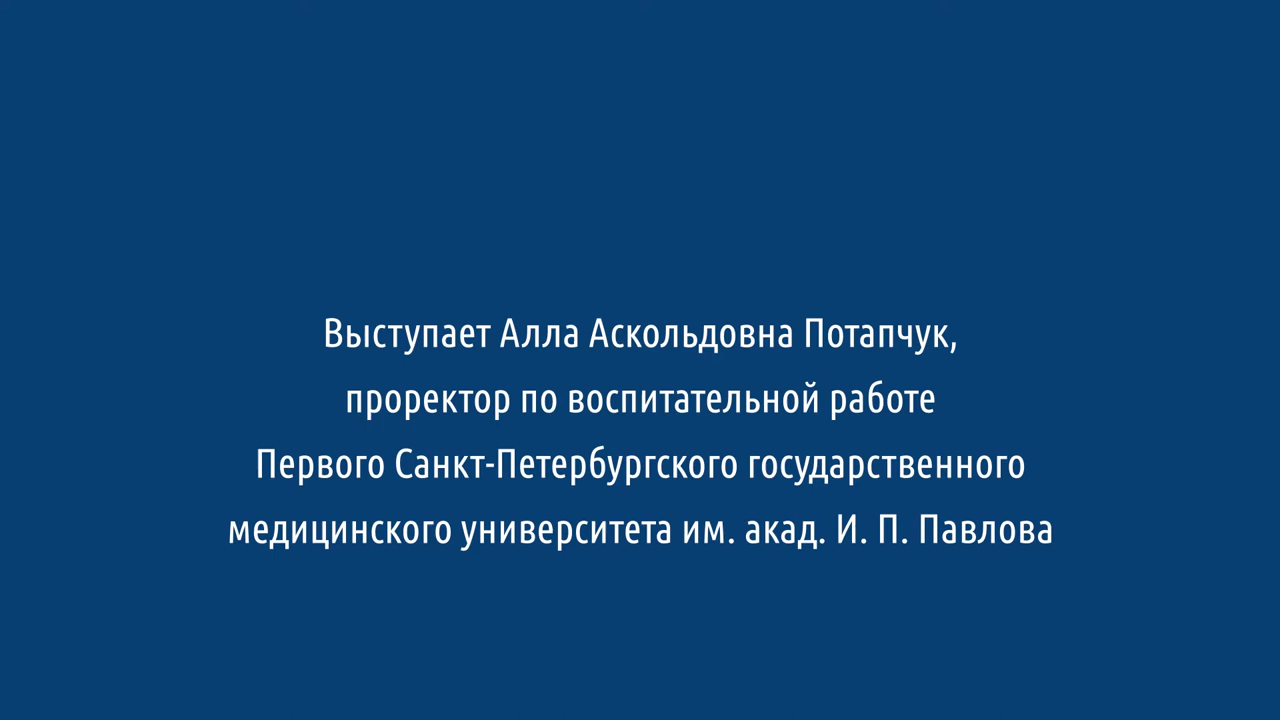 Выступает Алла Аскольдовна Потапчук,
проректор по воспитательной работе
Первого Санкт-Петербургского государственного
медицинского университета им. акад. И. П. Павлова